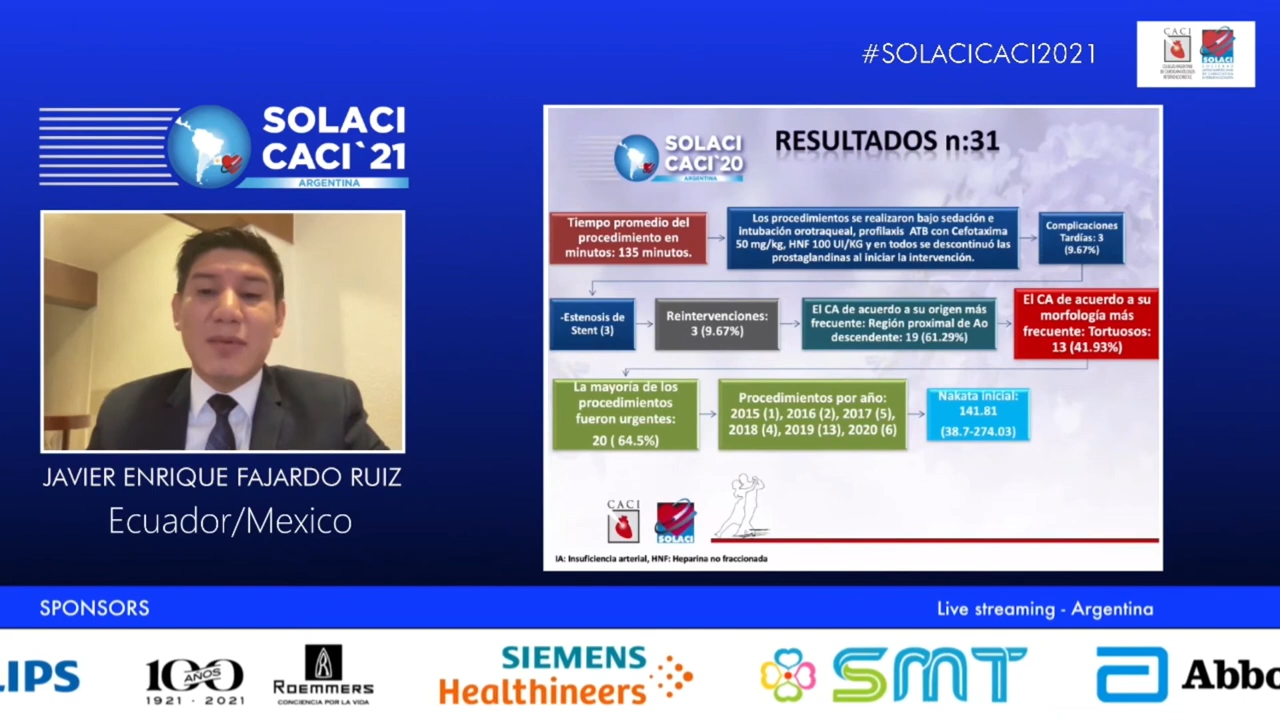 #SOLACICACI2021
CACI
SOLACI
SOLACI
CACI`21
ARGENTINA
JAVIER ENRIQUE FAJARDO RUIZ
Ecuador/Mexico
SOLACI
CACI`20
ARGENTINA
RESULTADOS n:31
Tiempo promedio del
procedimiento en
minutos: 135 minutos.
Los procedimientos se realizaron bajo sedación e
intubación orotraqueal, profilaxis ATB con Cefotaxima
50 mg/kg, HNF 100 UI/KG y en todos se descontinuó las
prostaglandinas al iniciar la intervención.
Complicaciones
Tardías: 3
(9.67%)
-Estenosis de
Stent (3)
Reintervenciones:
3 (9.67%)
El CA de acuerdo a su origen más
frecuente: Región proximal de Ao
descendente: 19 (61.29%)
El CA de acuerdo a su
morfología más
frecuente: Tortuosos:
13 (41.93%)
La mayoría de los
procedimientos
fueron urgentes:
20 ( 64.5%)
Procedimientos por año:
2015 (1), 2016 (2), 2017 (5),
2018 (4), 2019 (13), 2020 (6)
Nakata inicial:
141.81
(38.7-274.03)
CACI
SOLACI
IA: Insuficiencia arterial, HNF: Heparina no fraccionada
SPONSORS
Live streaming - Argentina
LIPS
100
AÑOS
1921 - 2021
ROEMMERS
CONCIENCIA POR LA VIDA
SIEMENS
Healthineers
SMT
Abbo